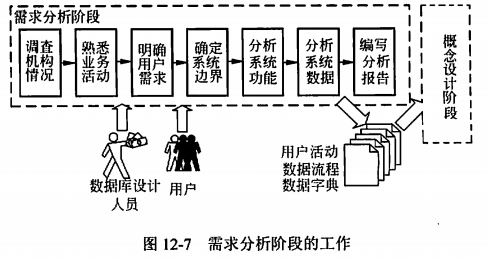 需求分析阶段
调查
机构
情况
熟悉
业务
活动
明确
用户
需求
确定
系统
边界
分析
系统
功能
分析
系统
数据
编写
分析
报告
概念设计阶段
数据库设计
人员
用户
用户活动
数据流程
数据字典
图 12-7 需求分析阶段的工作